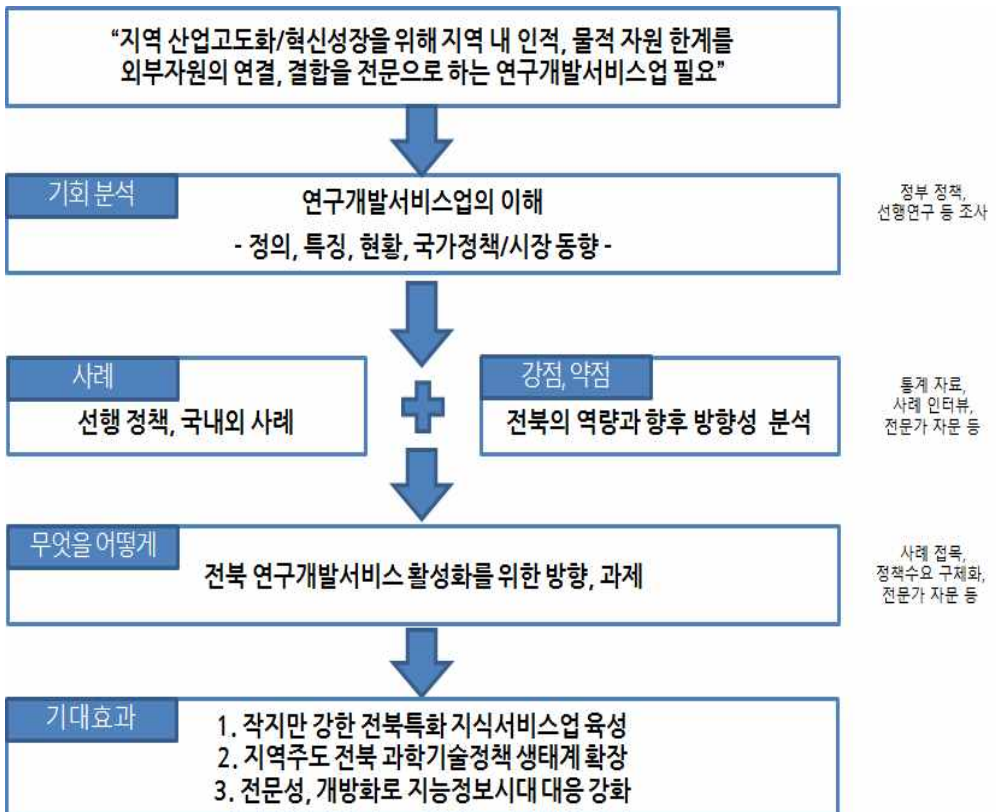 “지역 산업고도화/혁신성장을 위해 지역 내 인적, 물적 자원 한계를
외부자원의 연결, 결합을 전문으로 하는 연구개발서비스업 필요”
기회 분석
연구개발서비스업의 이해
- 정의, 특징, 현황, 국가정책/시장 동향 -
정부 정책,
선행연구 등 조사
사례
선행 정책, 국내외 사례
강점, 약점
전북의 역량과 향후 방향성 분석
통계 자료,
사례 인터뷰,
전문가 자문 등
무엇을 어떻게
전북 연구개발서비스 활성화를 위한 방향, 과제
사례 접목,
정책수요 구체화,
전문가 자문 등
기대효과
1. 작지만 강한 전북특화 지식서비스업 육성
2. 지역주도 전북 과학기술정책 생태계 확장
3. 전문성, 개방화로 지능정보시대 대응 강화